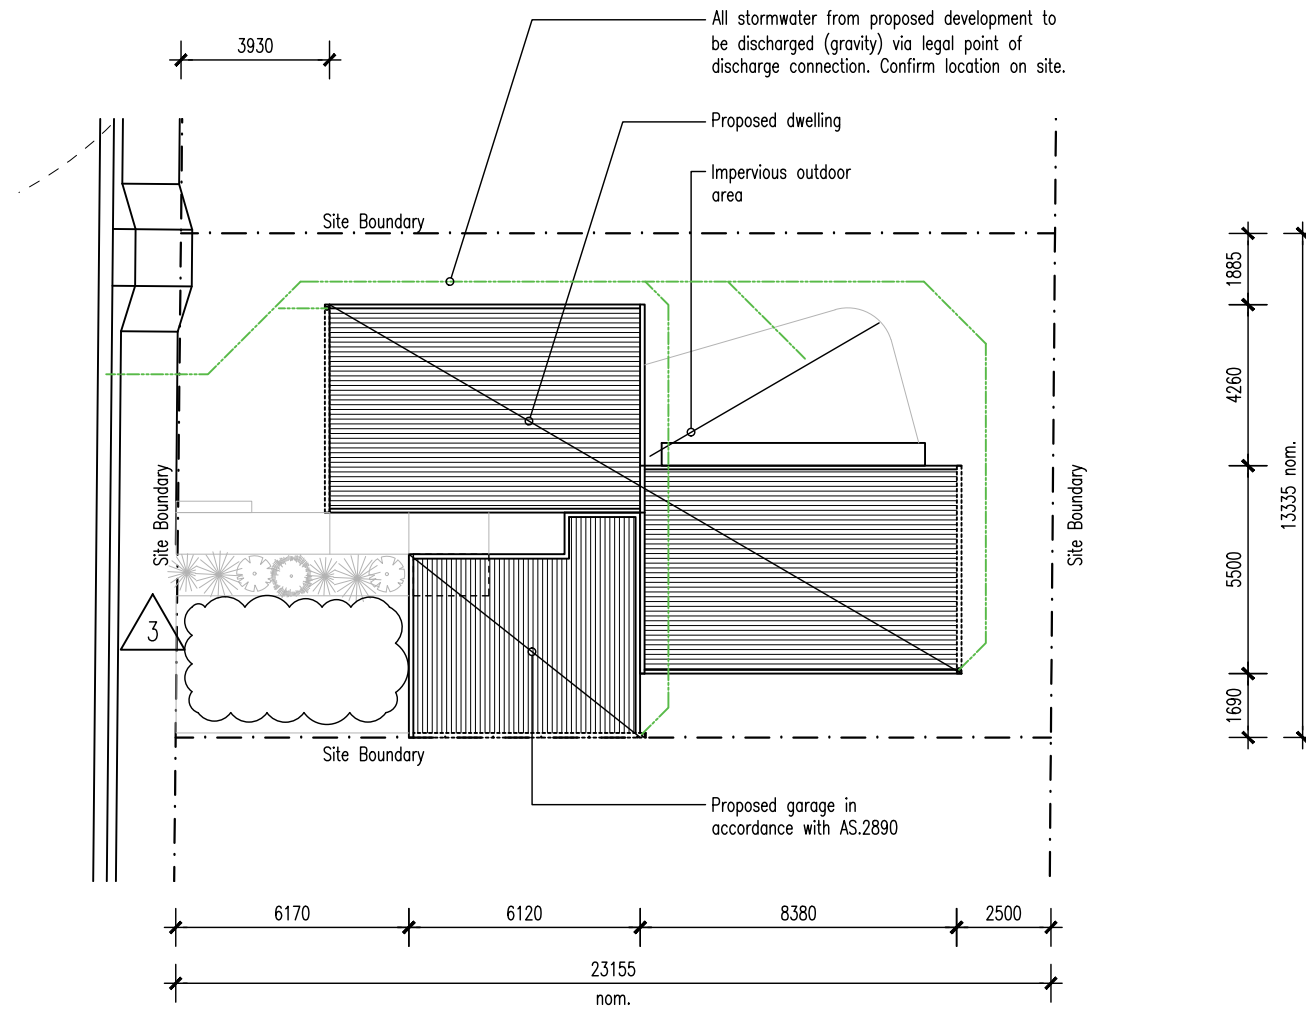 All stormwater from proposed development to
be discharged (gravity) via legal point of
discharge connection. Confirm location on site.
3930
Proposed dwelling
Impervious outdoor
area
Site Boundary
1885
4260
13335 nom.
Site Boundary
Site Boundary
5500
3
1690
Site Boundary
Proposed garage in
accordance with AS.2890
6170
6120
8380
2500
23155
nom.